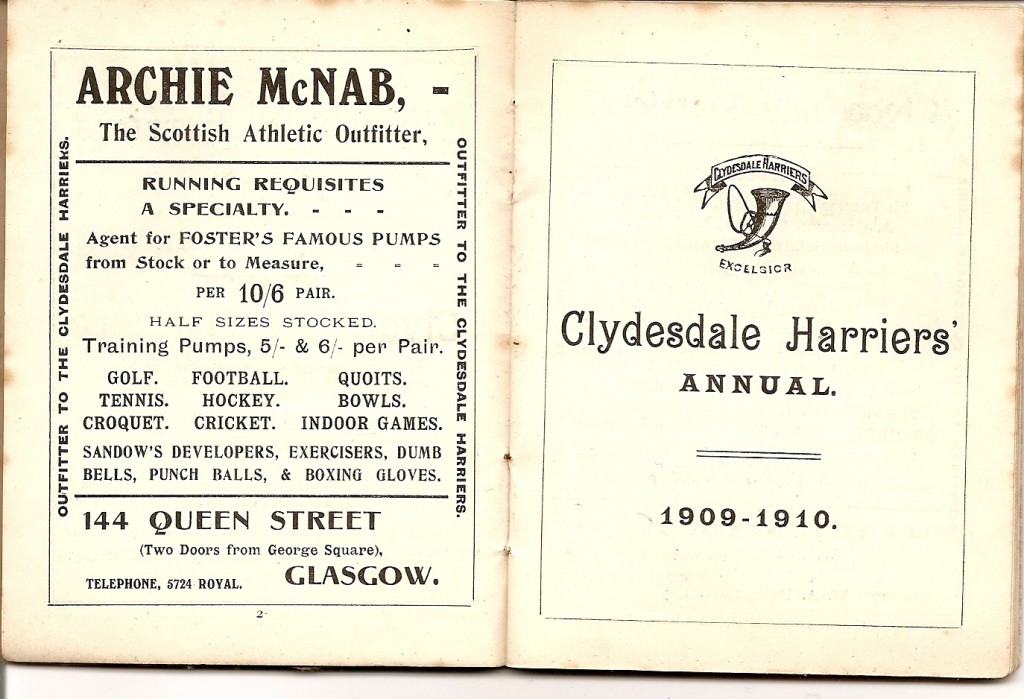 ARCHIE McNAB, -
The Scottish Athletic Outfitter,
OUTFITTER TO THE CLYDESDALE HARRIERS.
RUNNING REQUISITES
A SPECIALTY. - - -
Agent for FOSTER'S FAMOUS PUMPS
from Stock or to Measure, = = =
PER 10/6 PAIR.
HALF SIZES STOCKED.
Training Pumps, 5/- & 6/- per Pair.
GOLF. FOOTBALL. QUOITS.
TENNIS. HOCKEY. BOWLS.
CROQUET. CRICKET. INDOOR GAMES.
SANDOW'S DEVELOPERS, EXERCISERS, DUMB
BELLS, PUNCH BALLS, & BOXING GLOVES.
OUTFITTER TO THE CLYDESDALE HARRIERS.
144 QUEEN STREET
(Two Doors from George Square),
TELEPHONE, 5724 ROYAL. GLASGOW.
2
CLYDESDALE HARRIERS
EXCELSIOR
Clydesdale Harriers'
ANNUAL.
1909-1910.